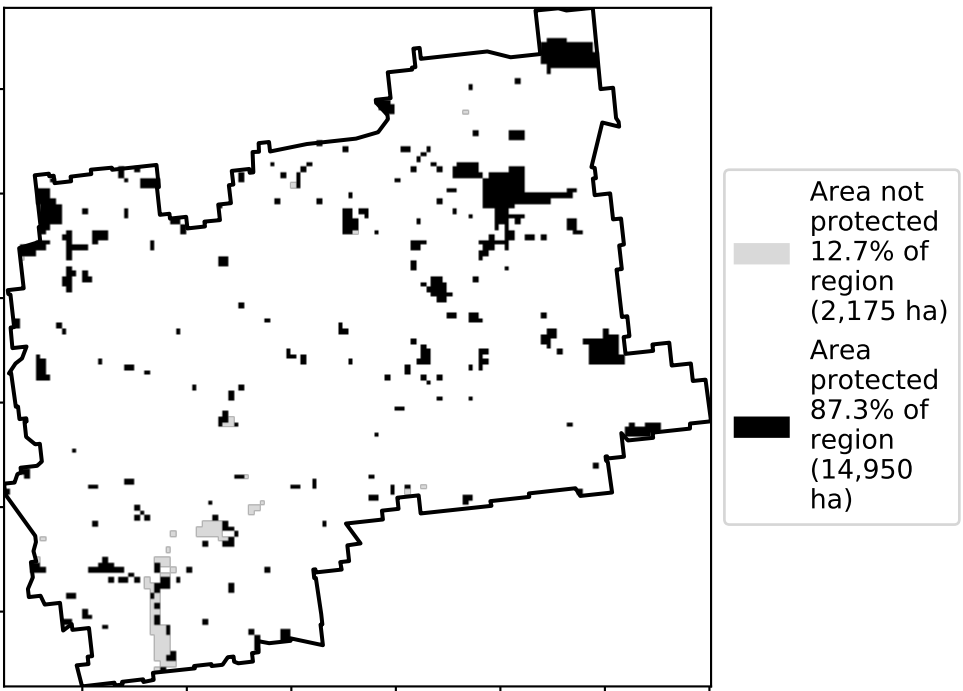 Area not
protected
12.7% of
region
(2,175 ha)
Area
protected
87.3% of
region
(14,950
ha)